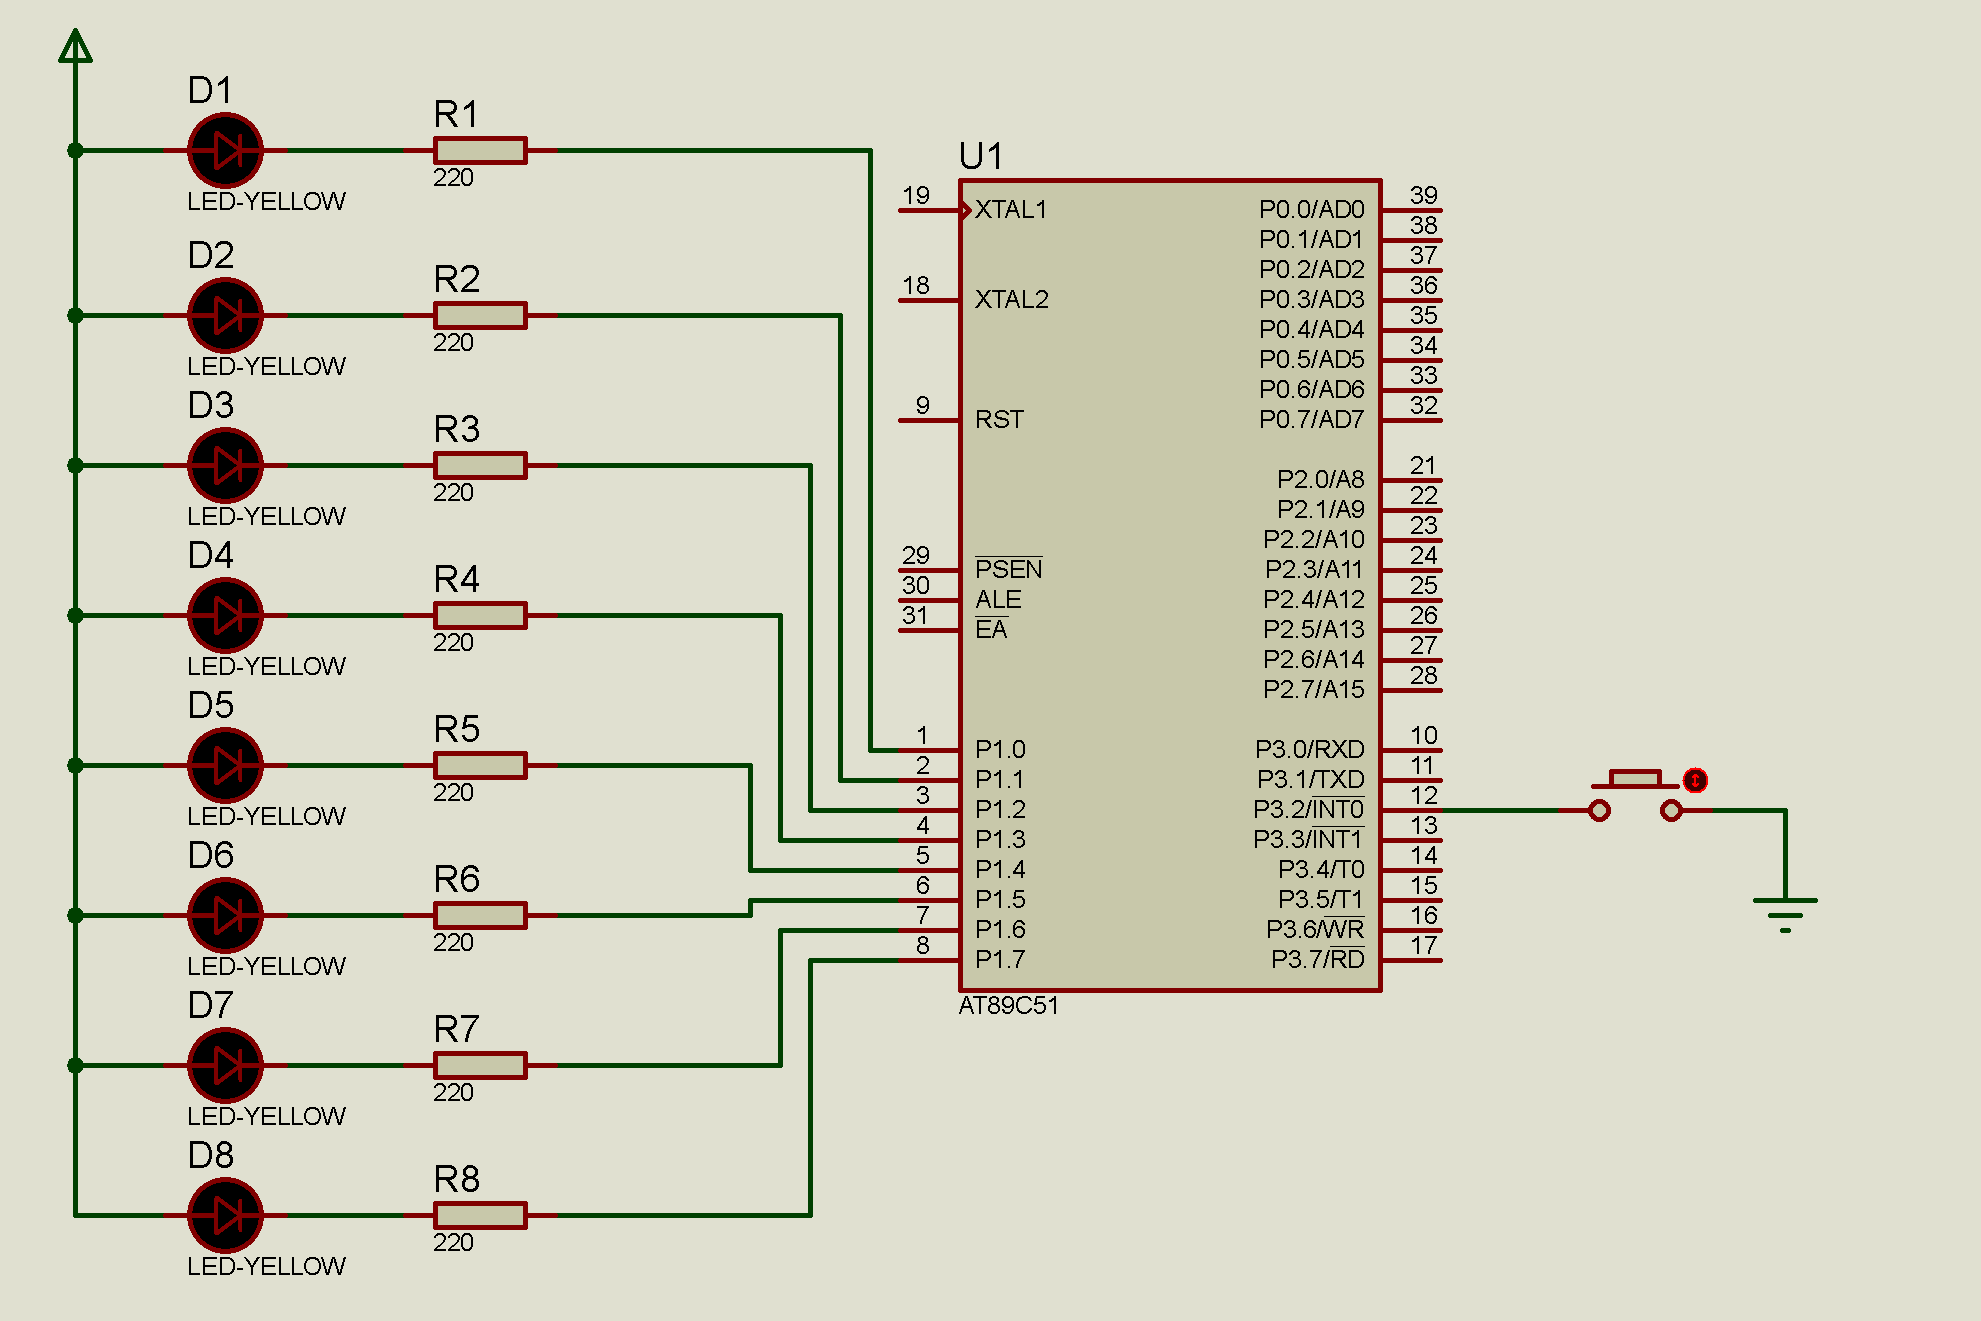 D1
LED-YELLOW
R1
220
D2
LED-YELLOW
R2
220
D3
LED-YELLOW
R3
220
D4
LED-YELLOW
R4
220
D5
LED-YELLOW
R5
220
D6
LED-YELLOW
R6
220
D7
LED-YELLOW
R7
220
D8
LED-YELLOW
R8
220
U1
19 XTAL1
18 XTAL2
9 RST
29 PSEN
30 ALE
31 EA
1 P1.0
2 P1.1
3 P1.2
4 P1.3
5 P1.4
6 P1.5
7 P1.6
8 P1.7
P0.0/AD0 39
P0.1/AD1 38
P0.2/AD2 37
P0.3/AD3 36
P0.4/AD4 35
P0.5/AD5 34
P0.6/AD6 33
P0.7/AD7 32
P2.0/A8 21
P2.1/A9 22
P2.2/A10 23
P2.3/A11 24
P2.4/A12 25
P2.5/A13 26
P2.6/A14 27
P2.7/A15 28
P3.0/RXD 10
P3.1/TXD 11
P3.2/INT0 12
P3.3/INT1 13
P3.4/T0 14
P3.5/T1 15
P3.6/WR 16
P3.7/RD 17
AT89C51